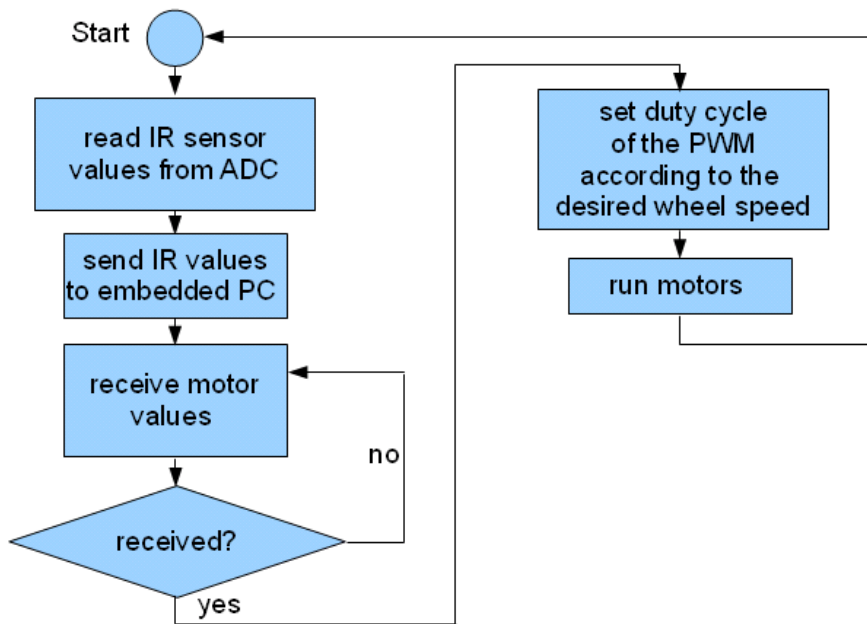 Start
read IR sensor
values from ADC
send IR values
to embedded PC
receive motor
values
no
received?
yes
set duty cycle
of the PWM
according to the
desired wheel speed
run motors